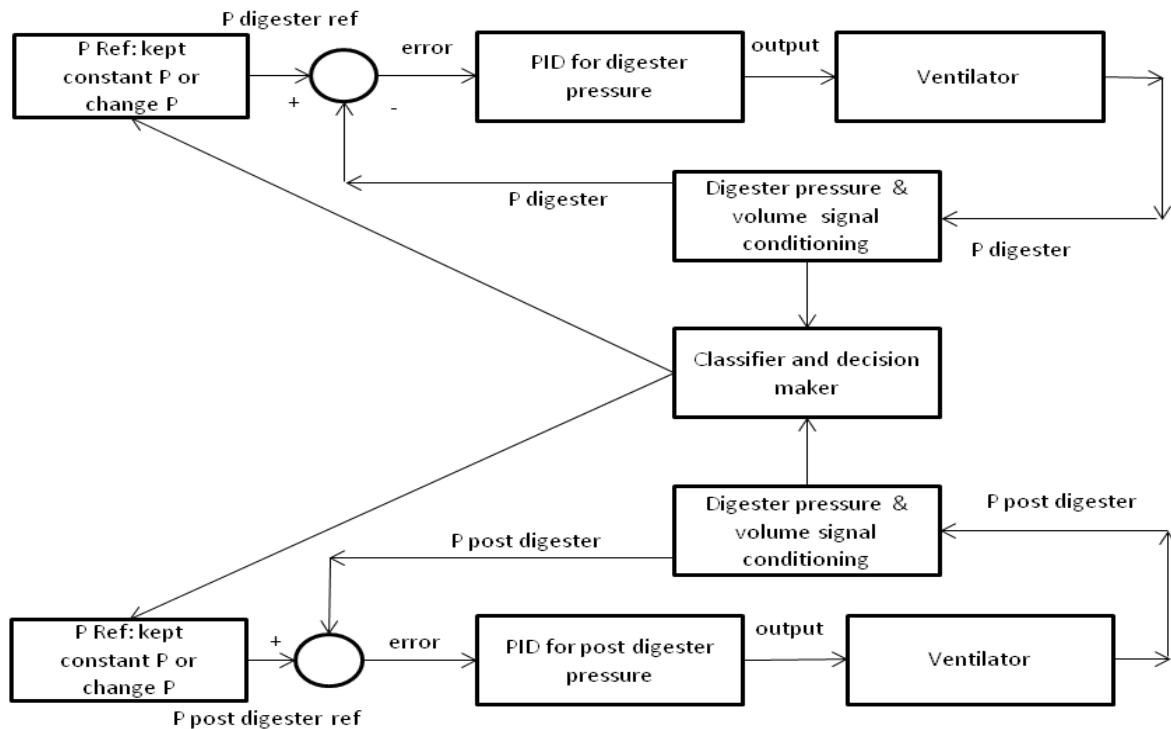 P digester ref
P Ref: kept
constant P or
change P
+
-
error
PID for digester
pressure
output
Ventilator
P digester
Digester pressure &
volume signal
conditioning
P digester
Classifier and decision
maker
Digester pressure &
volume signal
conditioning
P post digester
P post digester
P Ref: kept
constant P or
change P
+
error
PID for post digester
pressure
output
Ventilator
P post digester ref